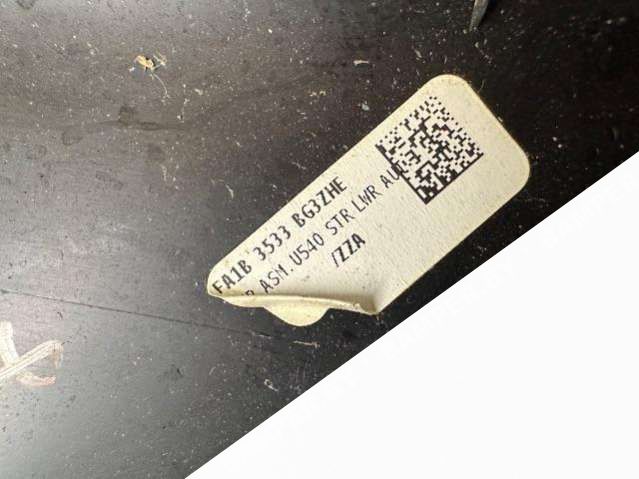 FA1B 3533 BG3ZHE
ASM.U540 STR LWR
/ZZA